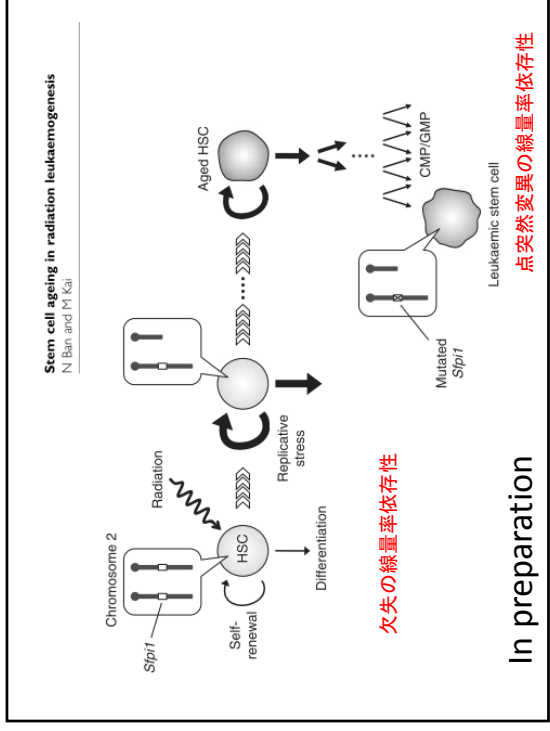 Stem cell ageing in radiation leukaemogenesis
N Ban and M Kai
Chromosome 2
Sfpi1
Radiation
HSC
Self-
renewal
Differentiation
Replicative
stress
Aged HSC
CMP/GMP
Mutated
Sfpi1
Leukaemic stem cell
欠失の線量率依存性
点突然変異の線量率依存性
In preparation